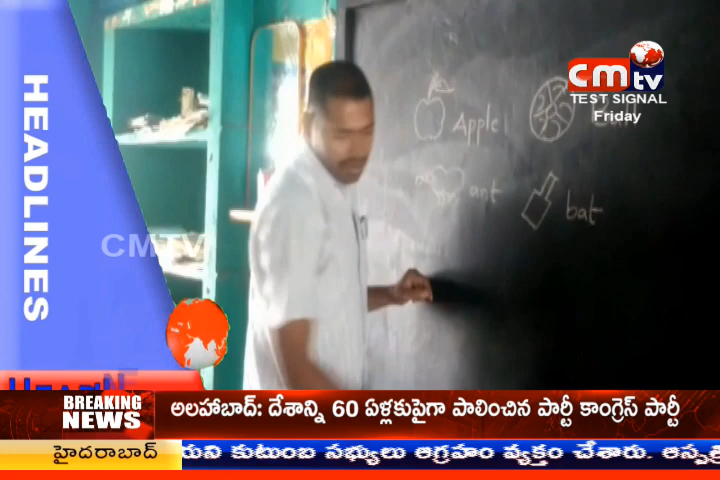 HEADLINES
cmtv
TEST SIGNAL
Friday
Apple
ant
bat
CMTV
BREAKING
NEWS
అలహాబాద్: దేశాన్ని 60 ఏళ్లకుపైగా పాలించిన పార్టీ కాంగ్రెస్ పార్టీ
హైదరాబాద్
రుని కుటుంబ సభ్యులు ఆగ్రహం వ్యక్తం చేశారు.